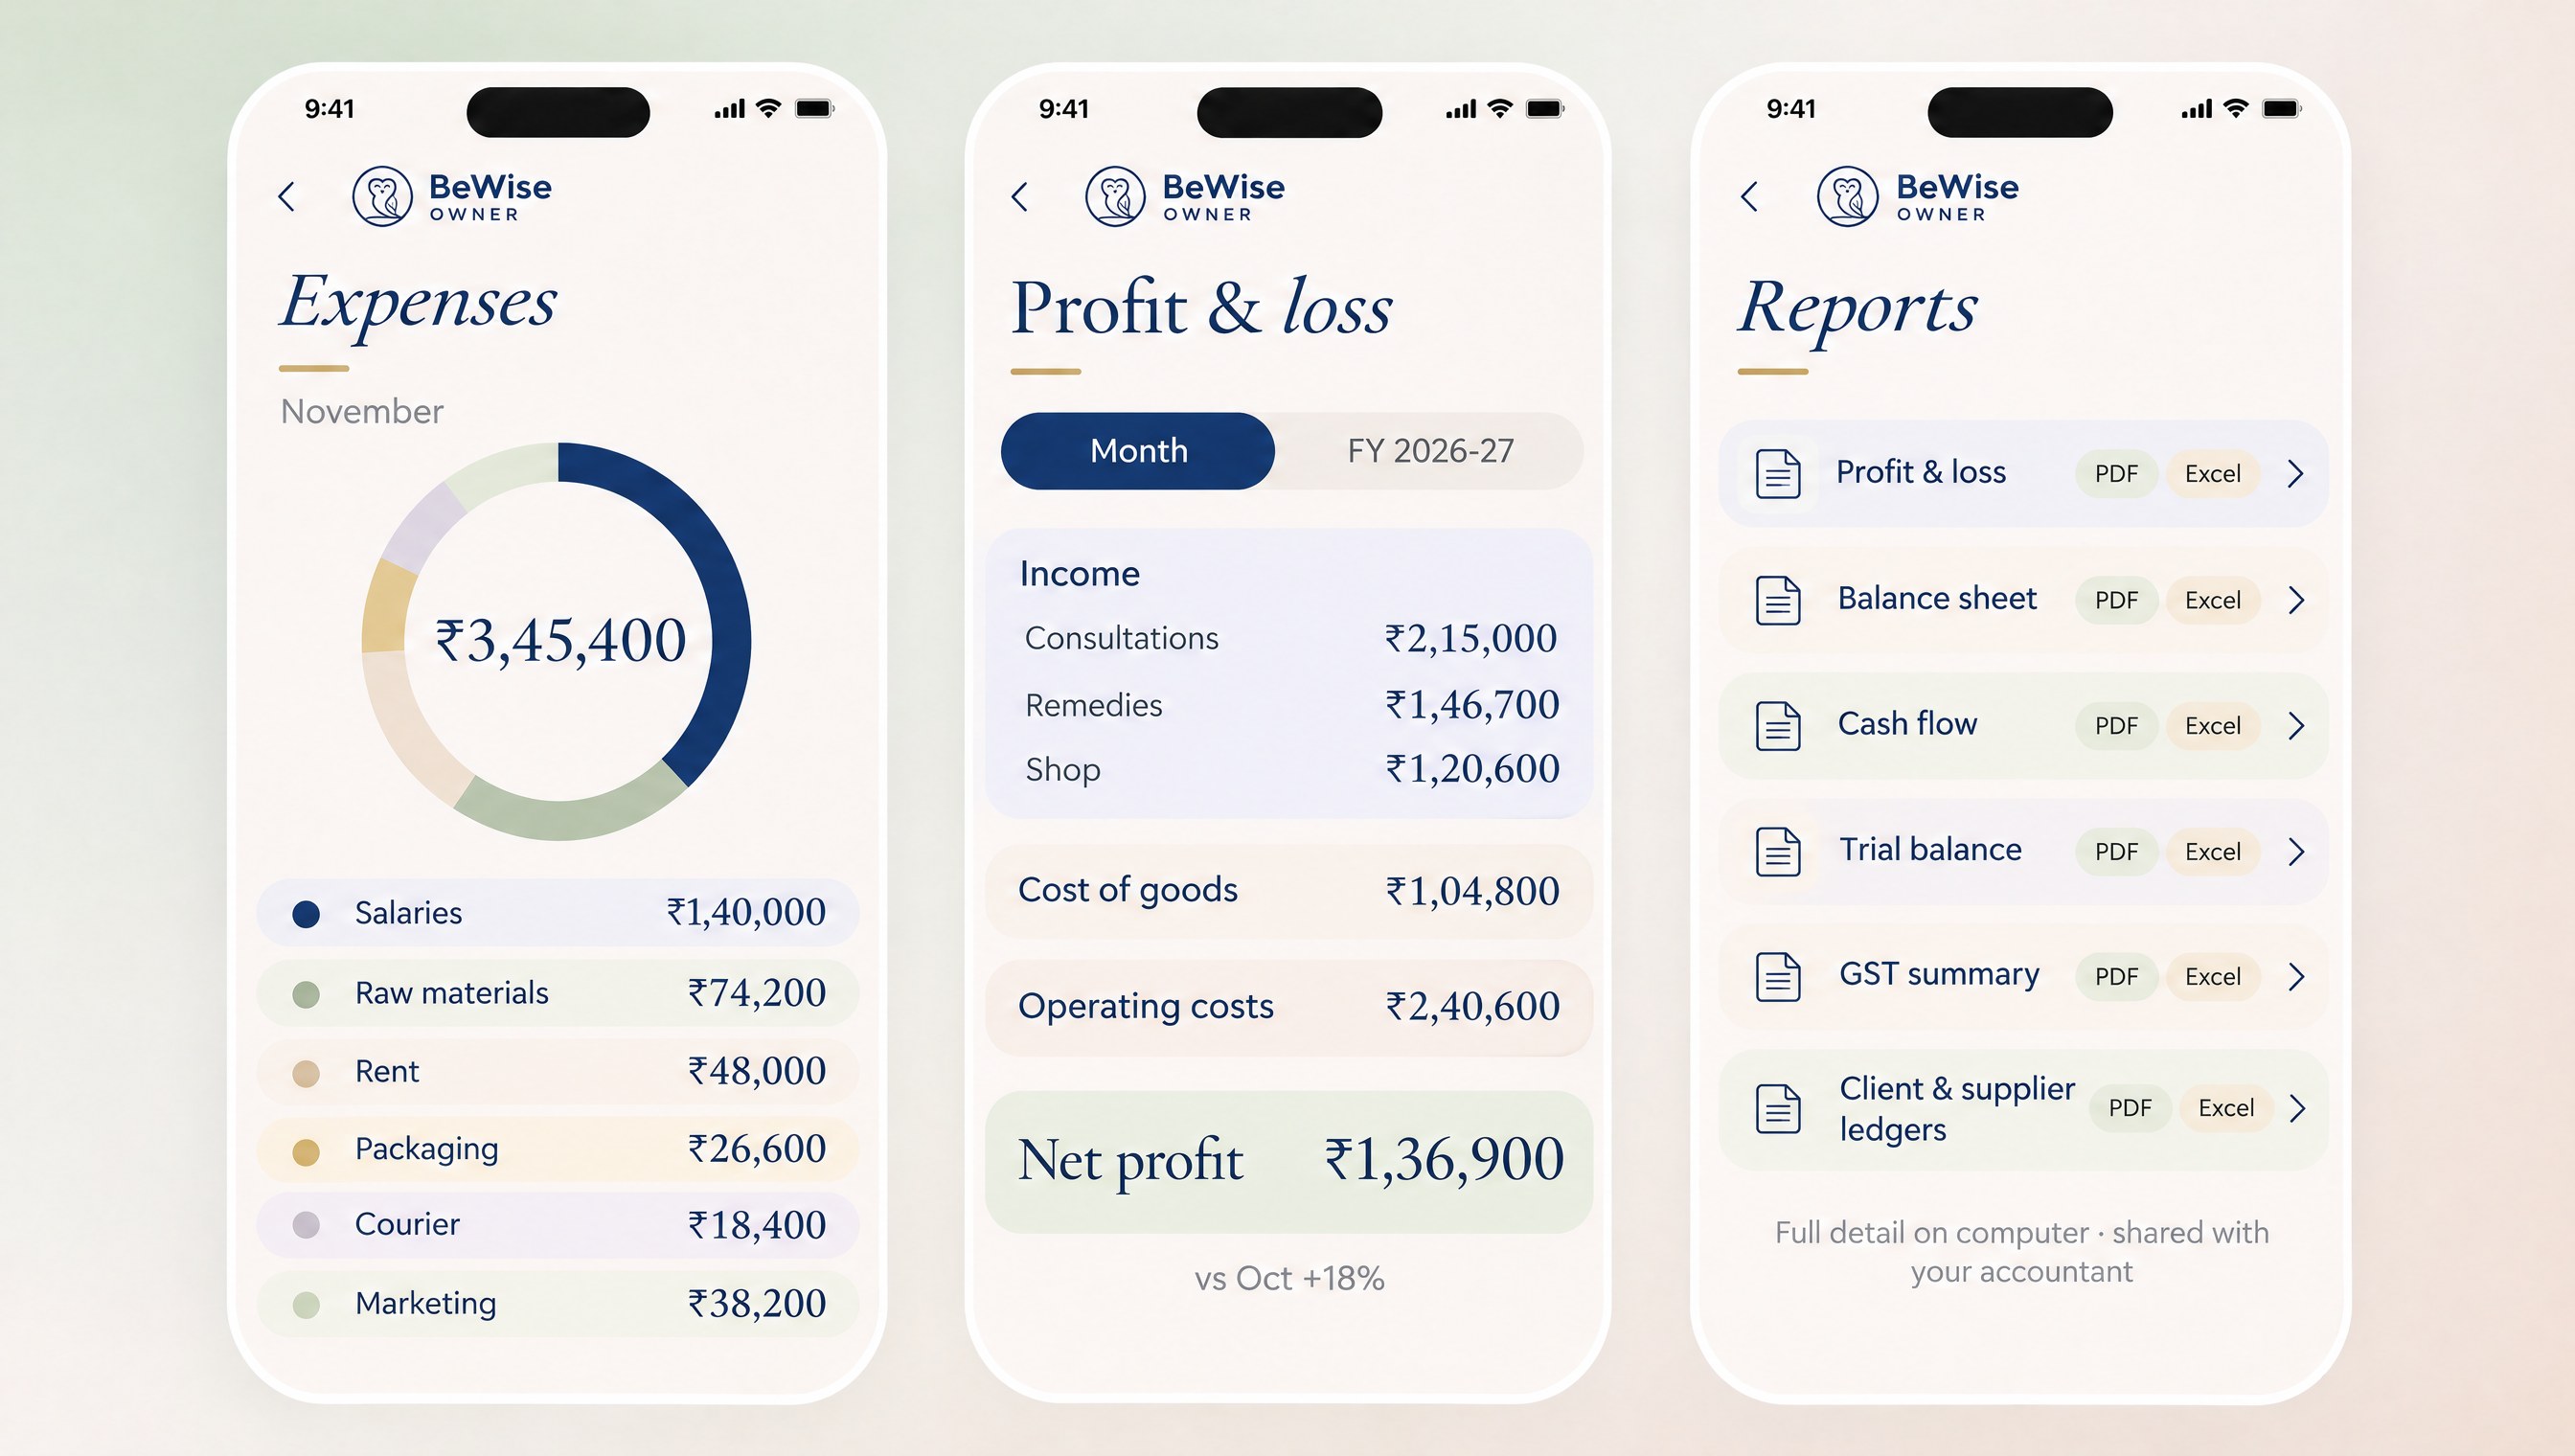 9:41
BeWise
OWNER
Expenses
November
₹3,45,400
Salaries ₹1,40,000
Raw materials ₹74,200
Rent ₹48,000
Packaging ₹26,600
Courier ₹18,400
Marketing ₹38,200
9:41
BeWise
OWNER
Profit & loss
Month FY 2026-27
Income
Consultations ₹2,15,000
Remedies ₹1,46,700
Shop ₹1,20,600
Cost of goods ₹1,04,800
Operating costs ₹2,40,600
Net profit ₹1,36,900
vs Oct +18%
9:41
BeWise
OWNER
Reports
Profit & loss PDF Excel
Balance sheet PDF Excel
Cash flow PDF Excel
Trial balance PDF Excel
GST summary PDF Excel
Client & supplier
ledgers PDF Excel
Full detail on computer · shared with
your accountant